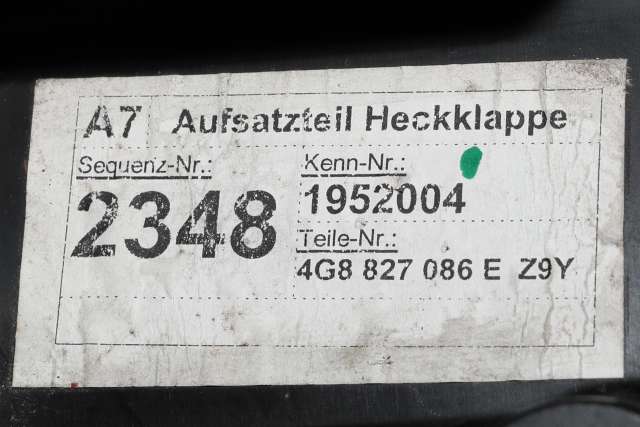 A7 Aufsatzteil Heckklappe
Sequenz-Nr.:
2348
Kenn-Nr.:
1952004
Teile-Nr.:
4G8 827 086 E Z9Y